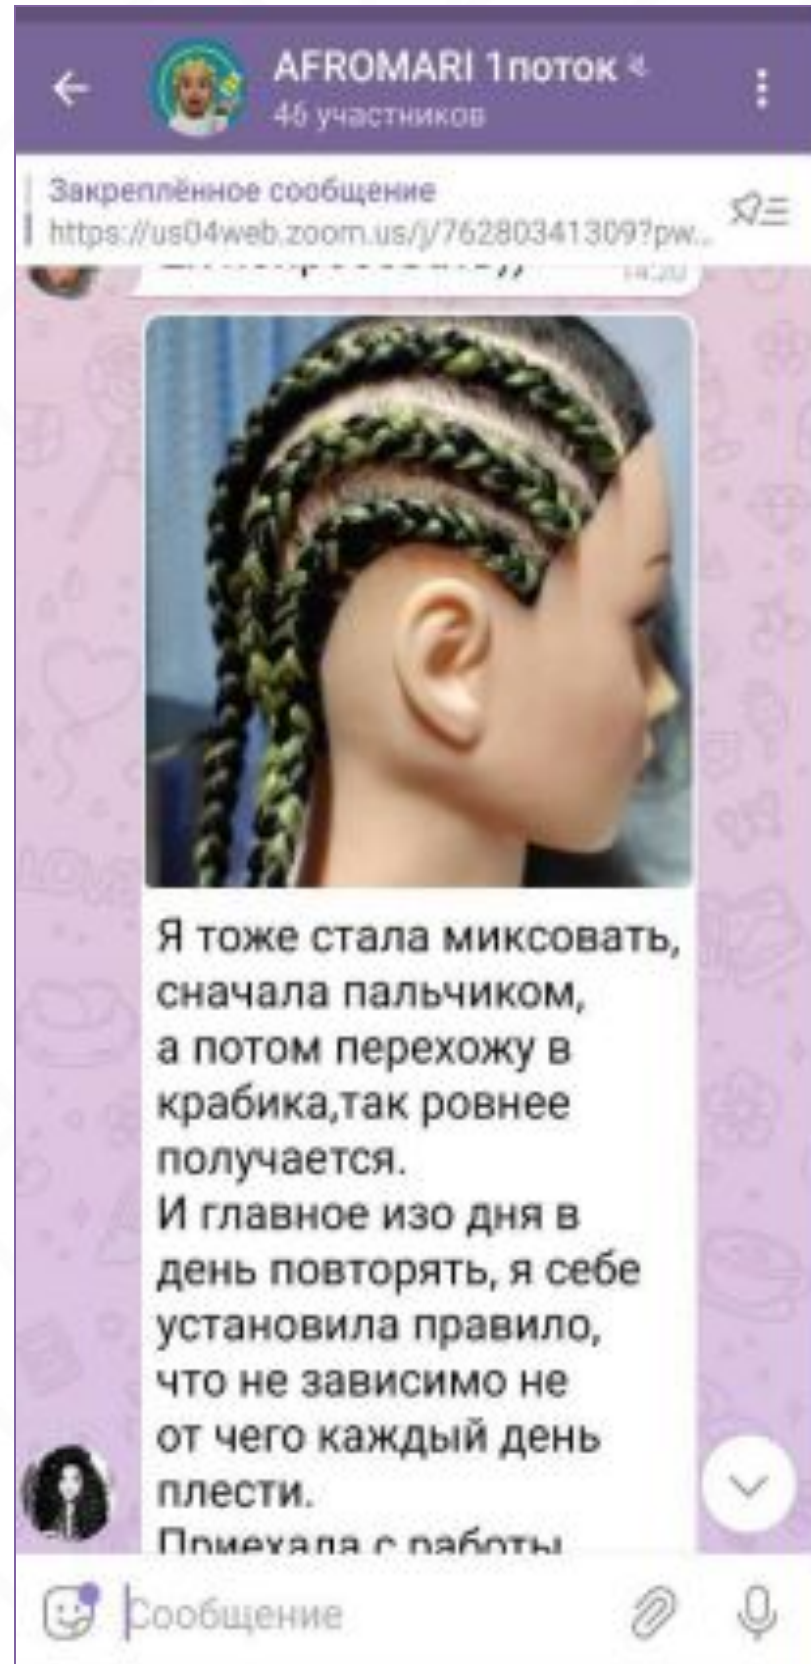 AFROMARI 1поток
46 участников
Закреплённое сообщение
https://us04web.zoom.us/j/76280341309?pw...
14:20
Я тоже стала миксовать,
сначала пальчиком,
а потом перехожу в
крабика,так ровнее
получается.
И главное изо дня в
день повторять, я себе
установила правило,
что не зависимо не
от чего каждый день
плести.
Приехала с работы
Сообщение